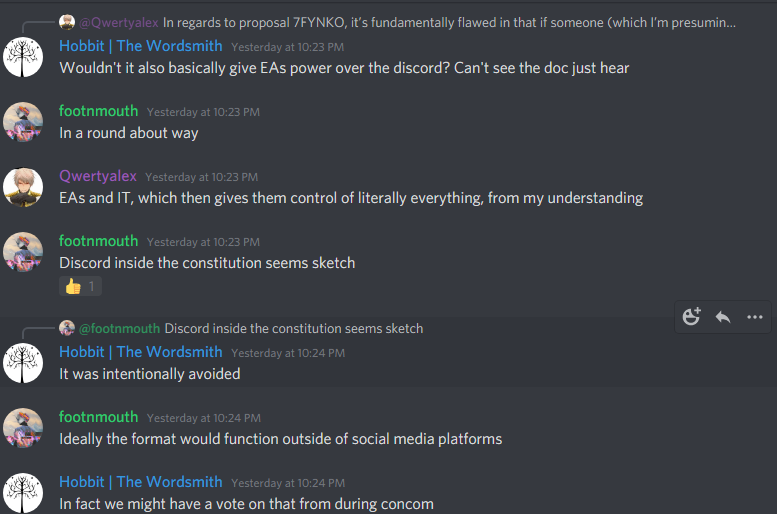 @Qwertyalex In regards to proposal 7FYNKO, it's fundamentally flawed in that if someone (which I'm presumin...
Hobbit | The Wordsmith Yesterday at 10:23 PM
Wouldn't it also basically give EAs power over the discord? Can't see the doc just hear
footnmouth Yesterday at 10:23 PM
In a round about way
Qwertyalex Yesterday at 10:23 PM
EAs and IT, which then gives them control of literally everything, from my understanding
footnmouth Yesterday at 10:23 PM
Discord inside the constitution seems sketch
👍 1
@footnmouth Discord inside the constitution seems sketch
Hobbit | The Wordsmith Yesterday at 10:24 PM
It was intentionally avoided
footnmouth Yesterday at 10:24 PM
Ideally the format would function outside of social media platforms
Hobbit | The Wordsmith Yesterday at 10:24 PM
In fact we might have a vote on that from during concom